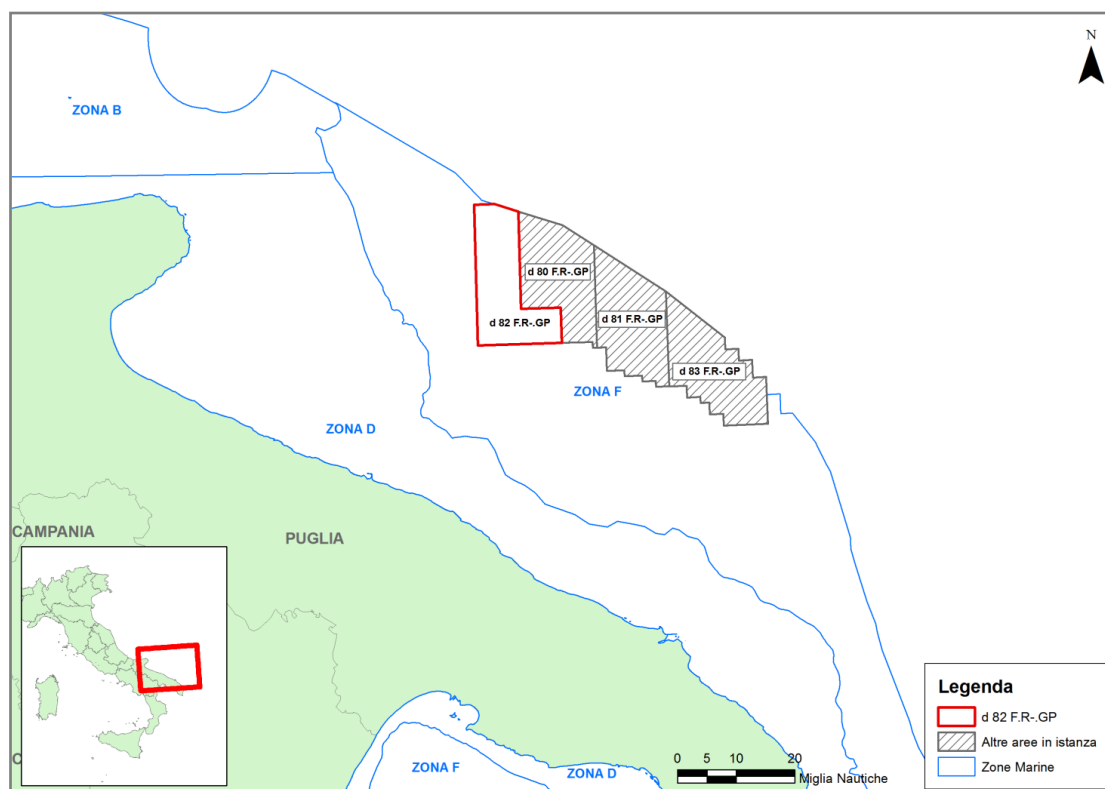 N
ZONA B
d 80 F.R-.GP
d 82 F.R-.GP
d 81 F.R-.GP
d 83 F.R-.GP
ZONA F
ZONA D
CAMPANIA
PUGLIA
Legenda
d 82 F.R-.GP
Altre aree in istanza
Zone Marine
0 5 10 20
Miglia Nautiche
ZONA F
ZONA D